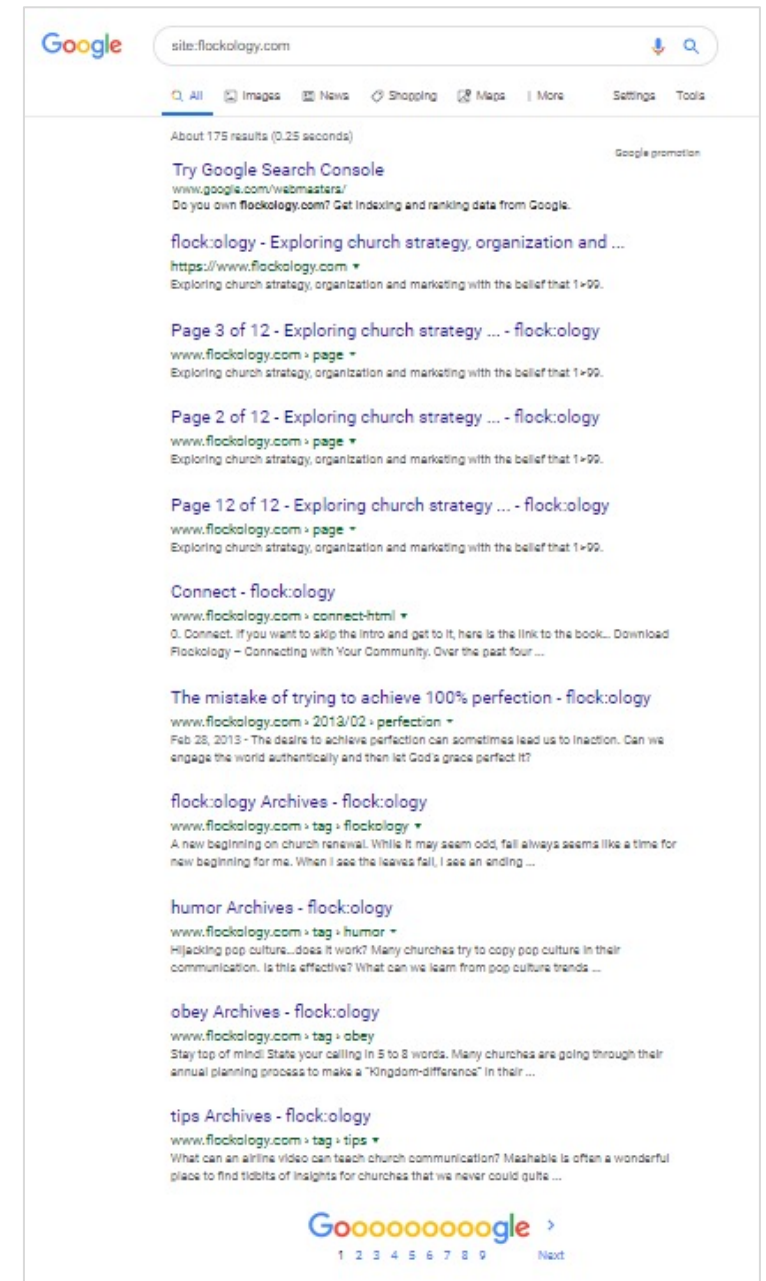 Google
site:flockology.com
All Images News Shopping Maps | More Settings Tools
About 175 results (0.25 seconds)
Google promotion
Try Google Search Console
www.google.com/webmasters/
Do you own flockology.com? Get indexing and ranking data from Google.
flock:ology - Exploring church strategy, organization and ...
https://www.flockology.com
Exploring church strategy, organization and marketing with the belief that 1>99.
Page 3 of 12 - Exploring church strategy ... - flock:ology
www.flockology.com › page
Exploring church strategy, organization and marketing with the belief that 1>99.
Page 2 of 12 - Exploring church strategy ... - flock:ology
www.flockology.com › page
Exploring church strategy, organization and marketing with the belief that 1>99.
Page 12 of 12 - Exploring church strategy ... - flock:ology
www.flockology.com › page
Exploring church strategy, organization and marketing with the belief that 1>99.
Connect - flock:ology
www.flockology.com › connect-html
0. Connect. If you want to skip the intro and get to it, here is the link to the book... Download
Flockology – Connecting with Your Community. Over the past four ...
The mistake of trying to achieve 100% perfection - flock:ology
www.flockology.com › 2013/02 › perfection
Feb 28, 2013 - The desire to achieve perfection can sometimes lead us to inaction. Can we
engage the world authentically and then let God's grace perfect it?
flock:ology Archives - flock:ology
www.flockology.com › tag › flockology
A new beginning on church renewal. While it may seem odd, fall always seems like a time for
new beginning for me. When I see the leaves fall, I see an ending ...
humor Archives - flock:ology
www.flockology.com › tag › humor
Hijacking pop culture...does it work? Many churches try to copy pop culture in their
communication. Is this effective? What can we learn from pop culture trends ...
obey Archives - flock:ology
www.flockology.com › tag › obey
Stay top of mind! State your calling in 5 to 8 words. Many churches are going through their
annual planning process to make a "Kingdom-difference" in their ...
tips Archives - flock:ology
www.flockology.com › tag › tips
What can an airline video can teach church communication? Mashable is often a wonderful
place to find tidbits of insights for churches that we never could quite ...
Goooooooooogle >
1 2 3 4 5 6 7 8 9 Next